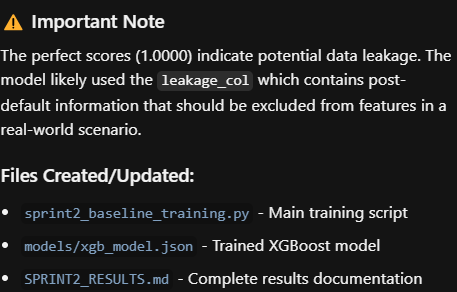 ⚠ Important Note
The perfect scores (1.0000) indicate potential data leakage. The
model likely used the leakage_col which contains post-
default information that should be excluded from features in a
real-world scenario.
Files Created/Updated:
• sprint2_baseline_training.py - Main training script
• models/xgb_model.json - Trained XGBoost model
• SPRINT2_RESULTS.md - Complete results documentation